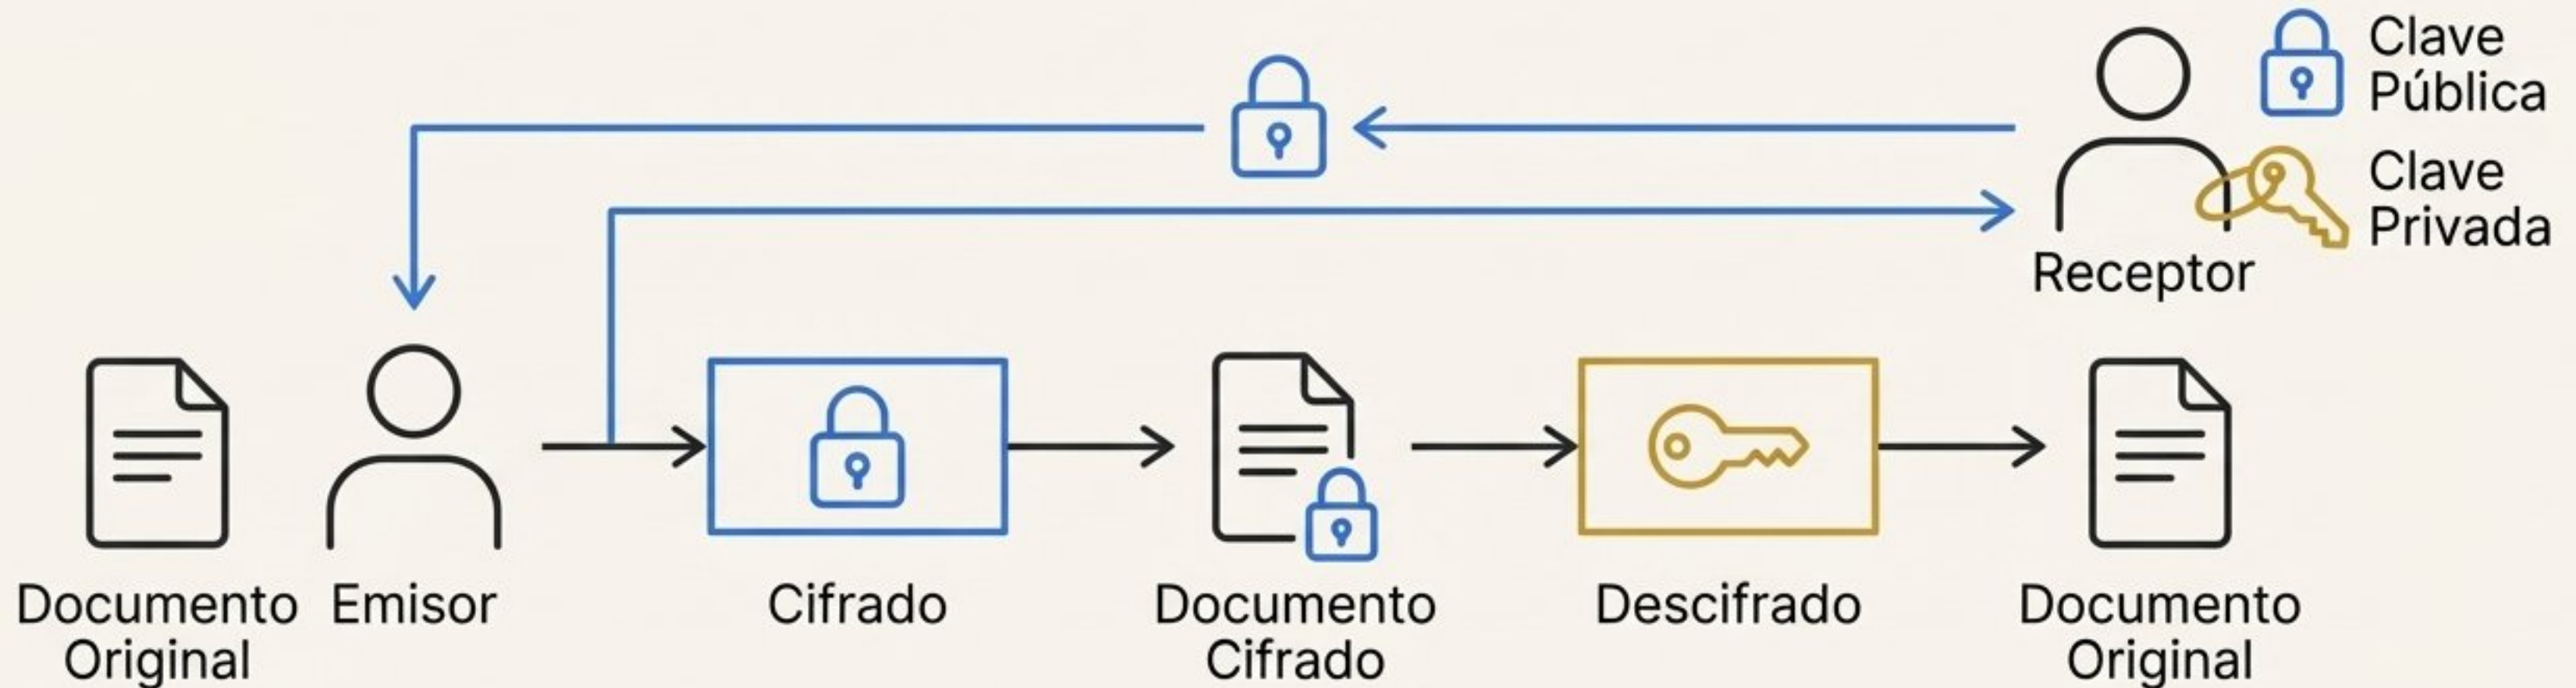 Clave
Pública
Clave
Privada
Receptor
Documento
Original
Emisor
Cifrado
Documento
Cifrado
Descifrado
Documento
Original